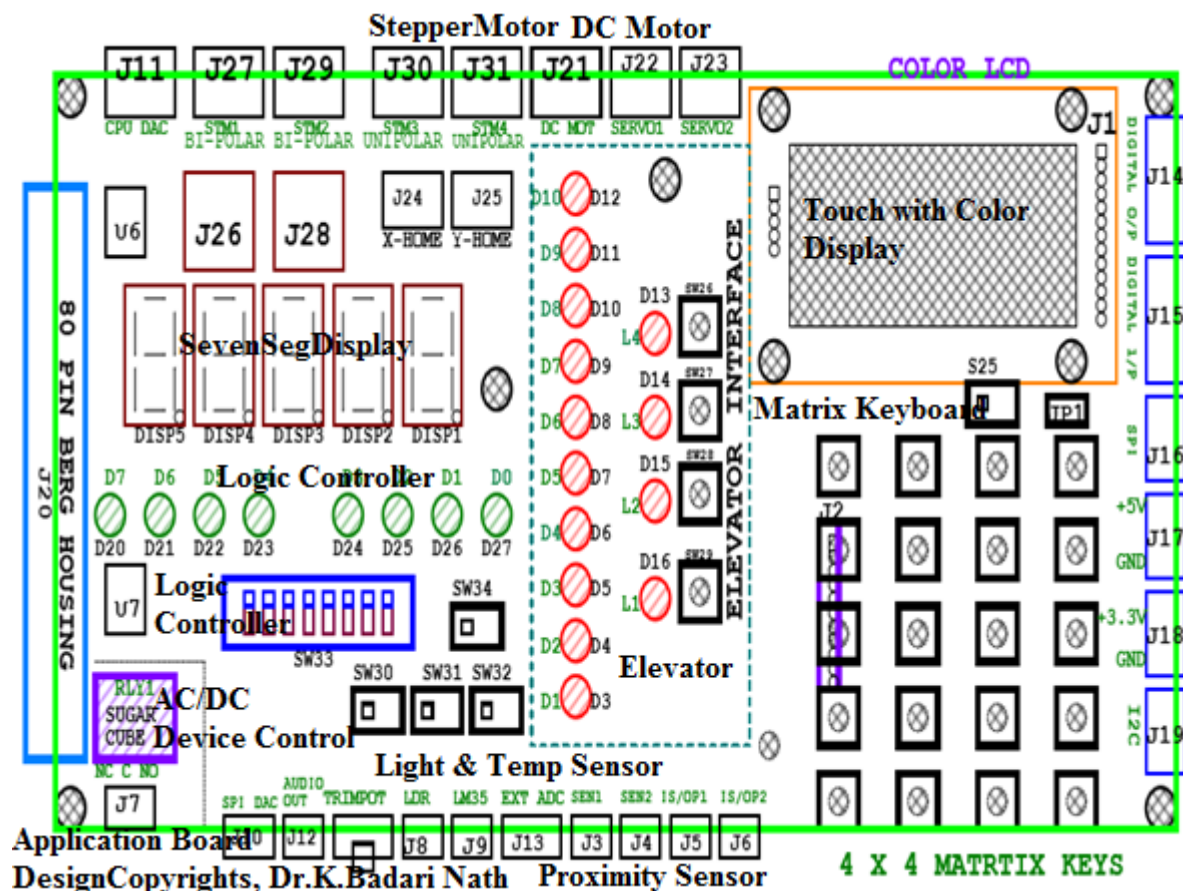 StepperMotor DC Motor
J11 J27 J29 J30 J31 J21 J22 J23
COLOR LCD
CPU DAC STM1 STM2 STM3 STM4 DC MOT SERVO1 SERVO2
BI-POLAR BI-POLAR UNIPOLAR UNIPOLAR
J1
DIGITAL O/P
J14
U6
J26 J28
J24 J25
X-HOME Y-HOME
D10 D12
D9 D11
D8 D10
D7 D9
D6 D8
D5 D7
D4 D6
D3 D5
D2 D4
D1 D3
D13 SW26
L4
D14 SW27
L3
D15 SW28
L2
D16 SW29
L1
ELEVATOR INTERFACE
Elevator
Touch with Color
Display
DIGITAL I/P
J15
SevenSegDisplay
DISP5 DISP4 DISP3 DISP2 DISP1
80 PIN BERG HOUSING
J20
Logic Controller
D7 D6 D1 D0
D20 D21 D22 D23 D24 D25 D26 D27
U7
Logic
Controller
SW33
SW34
SW30 SW31 SW32
RLY1
SUGAR
CUBE
NC C NO
J7
AC/DC
Device Control
Matrix Keyboard
S25
JP1
J2
SPI
J16
+5V
J17
GND
+3.3V
J18
GND
I2C
J19
Light & Temp Sensor
SPI DAC AUDIO OUT TRIMPOT LDR LM35 EXT ADC SEN1 SEN2 IS/OP1 IS/OP2
J12 J8 J9 J13 J3 J4 J5 J6
Application Board
DesignCopyrights, Dr.K.Badari Nath
Proximity Sensor
4 X 4 MATRTIX KEYS